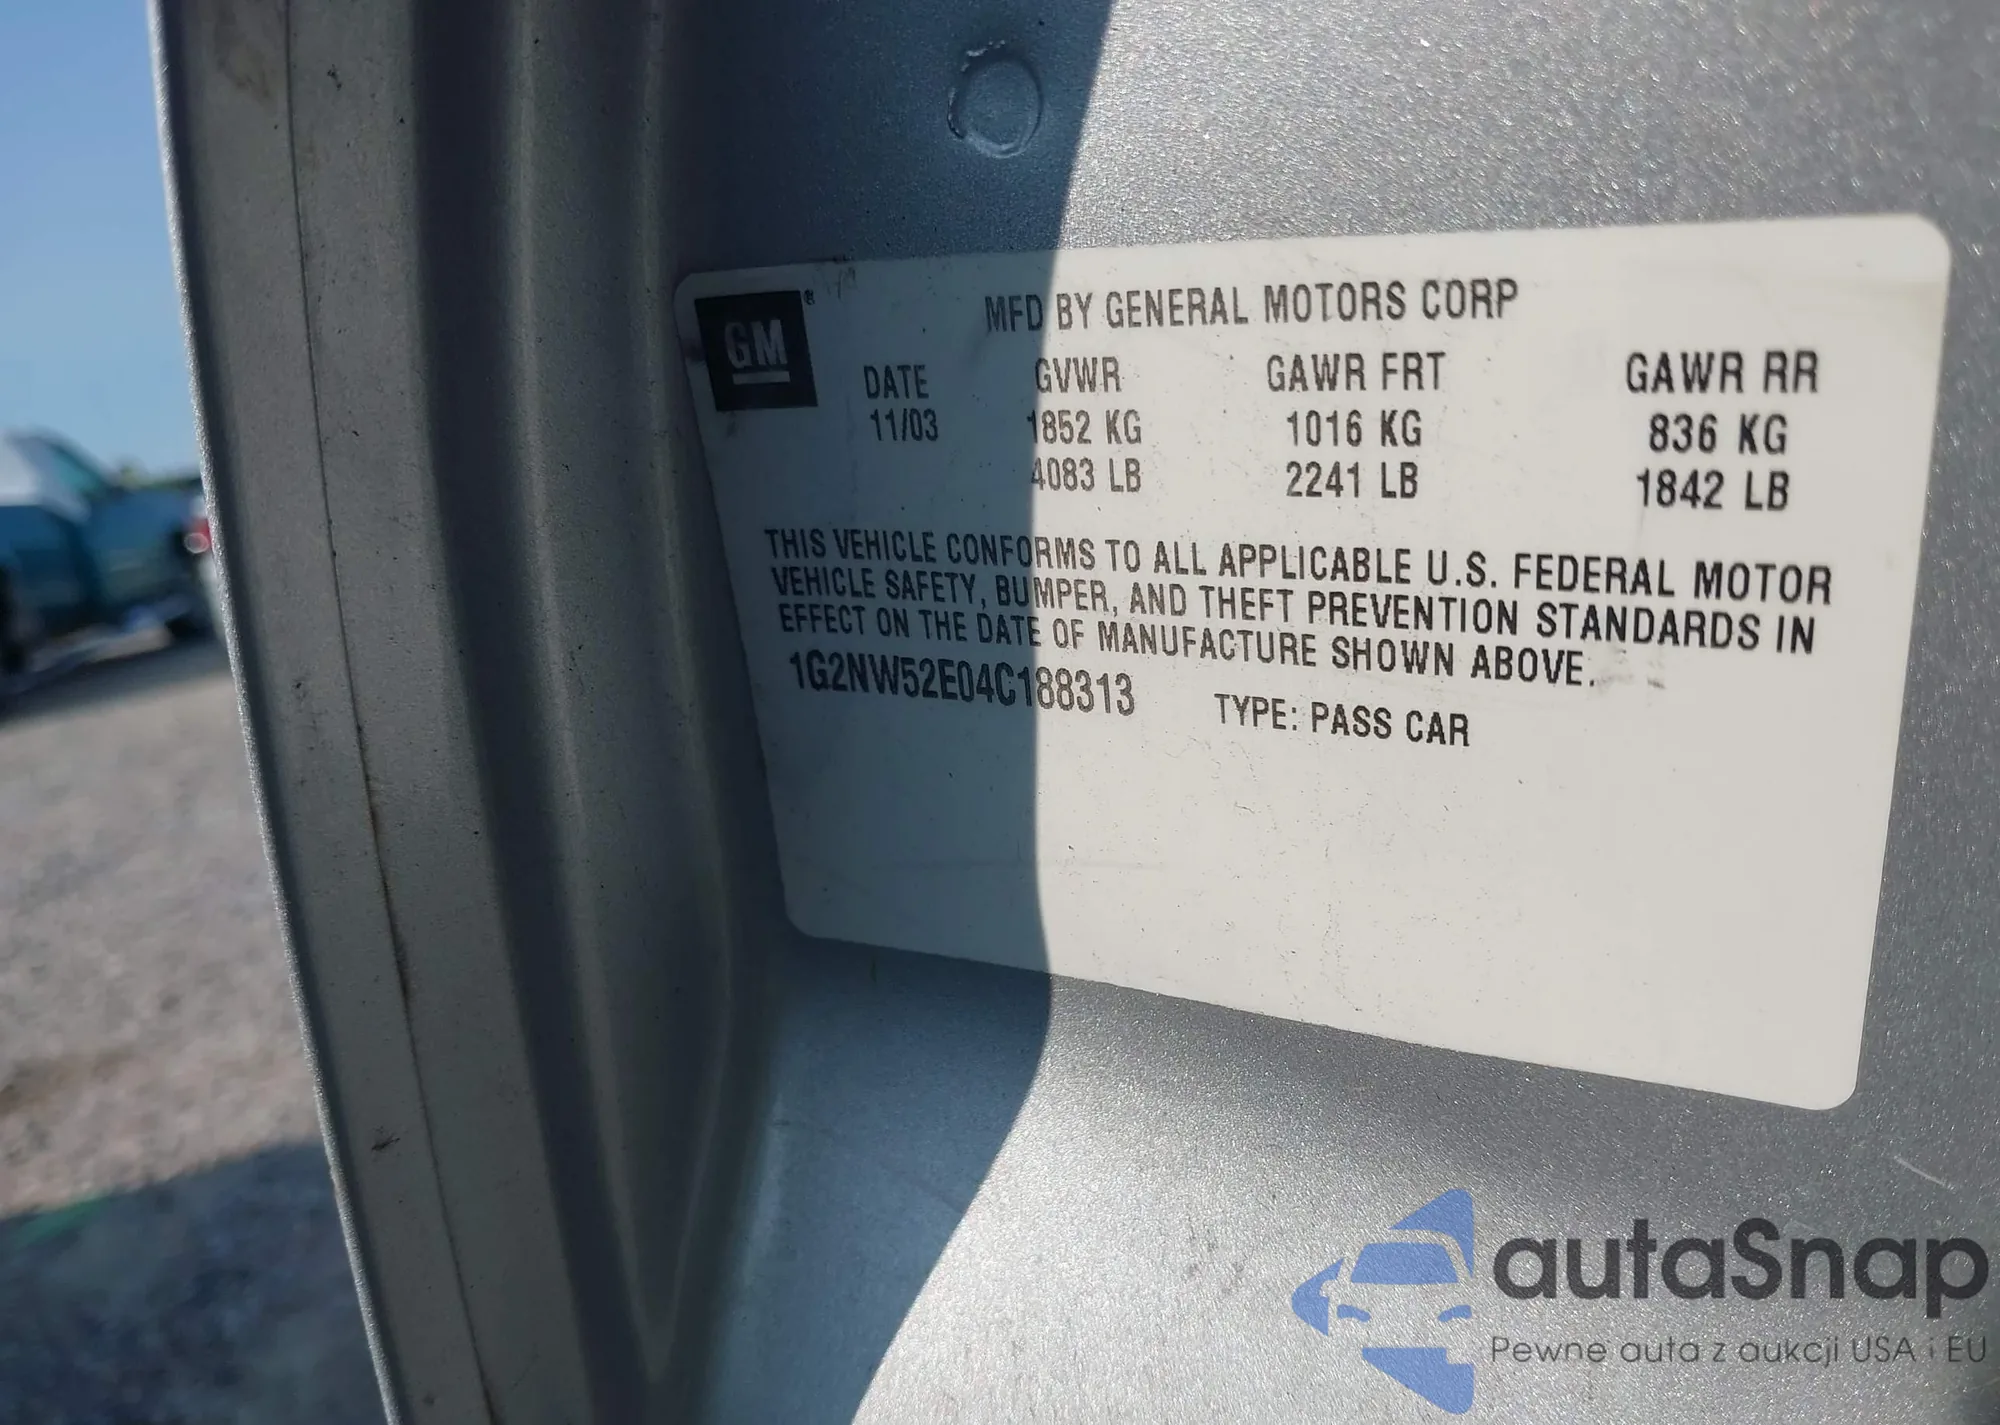 GM ®
MFD BY GENERAL MOTORS CORP
DATE GVWR GAWR FRT GAWR RR
11/03 1852 KG 1016 KG 836 KG
4083 LB 2241 LB 1842 LB
THIS VEHICLE CONFORMS TO ALL APPLICABLE U.S. FEDERAL MOTOR
VEHICLE SAFETY, BUMPER, AND THEFT PREVENTION STANDARDS IN
EFFECT ON THE DATE OF MANUFACTURE SHOWN ABOVE.
1G2NW52E04C188313 TYPE: PASS CAR
autaSnap
Pewne auta z aukcji USA i EU